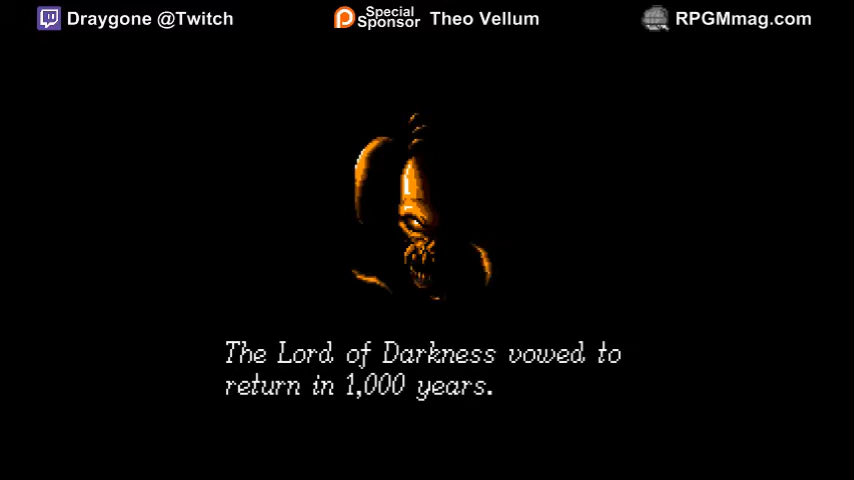 Draygone @Twitch
Special
Sponsor
Theo Vellum
RPGMmag.com
The Lord of Darkness vowed to
return in 1,000 years.